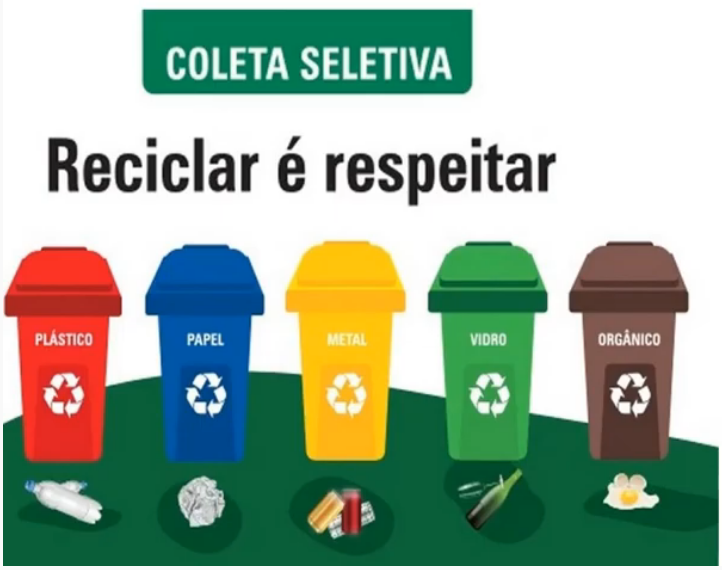 COLETA SELETIVA
Reciclar é respeitar
PLÁSTICO
PAPEL
METAL
VIDRO
ORGÂNICO